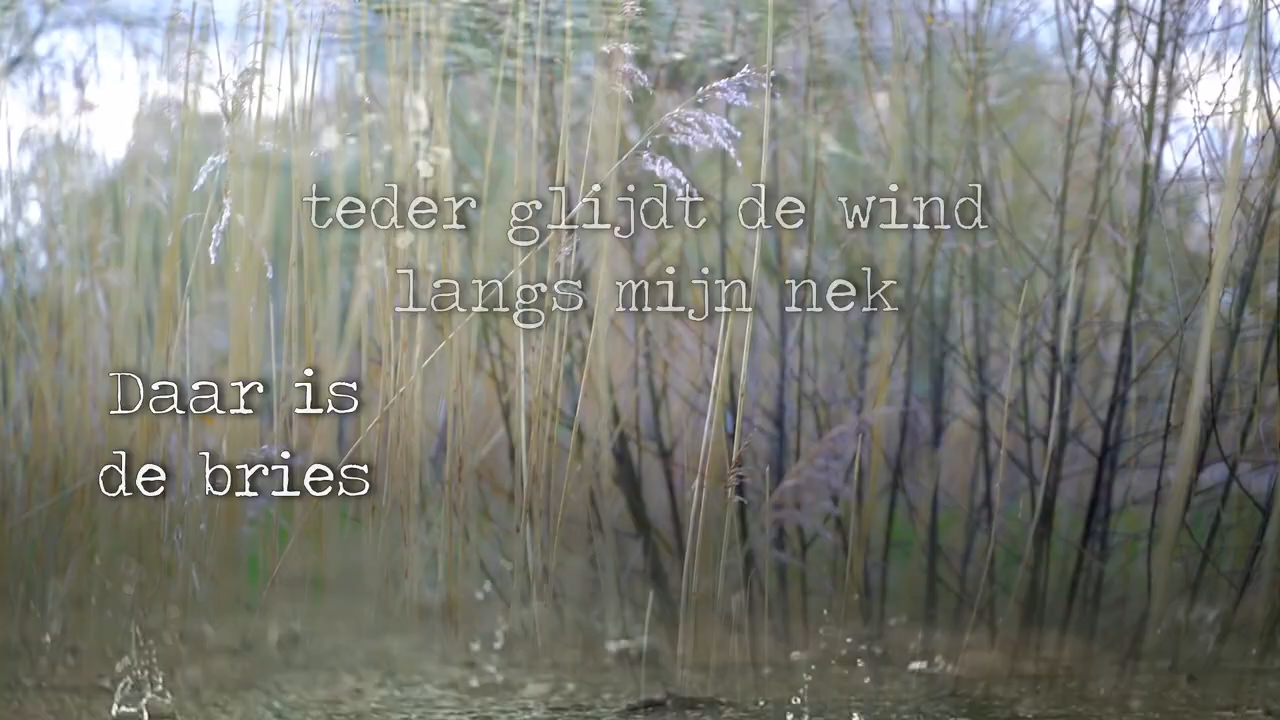 teder glijdt de wind
langs mijn nek
Daar is
de bries